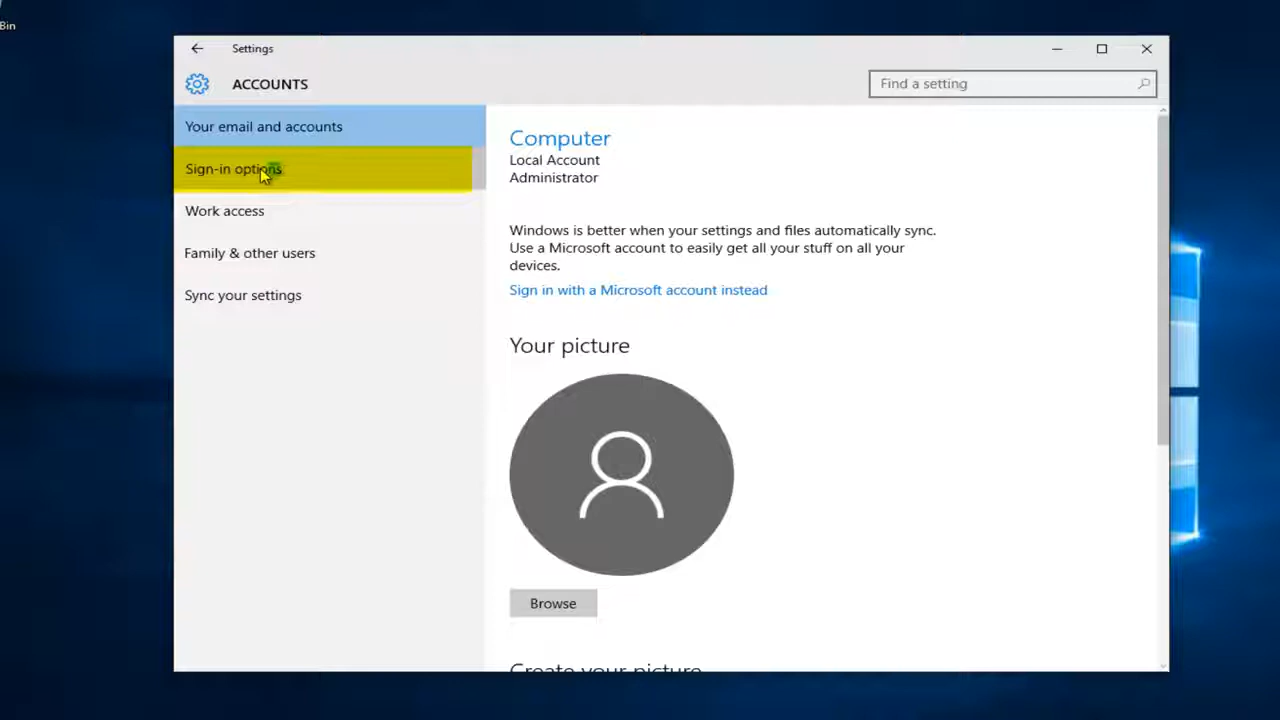 Bin
Settings
ACCOUNTS
Find a setting
Your email and accounts
Sign-in options
Work access
Family & other users
Sync your settings
Computer
Local Account
Administrator
Windows is better when your settings and files automatically sync.
Use a Microsoft account to easily get all your stuff on all your
devices.
Sign in with a Microsoft account instead
Your picture
Browse
Create your picture